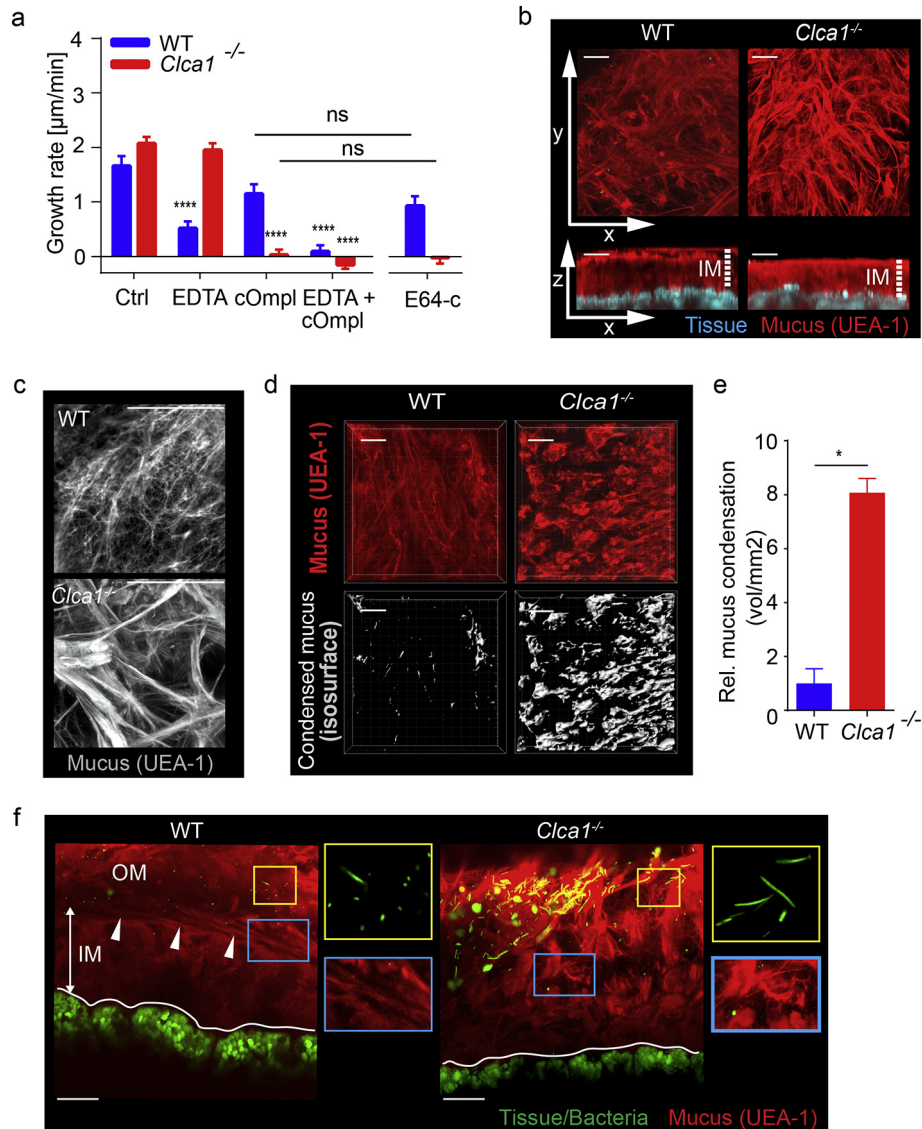 a
WT
Clca1 -/-
Growth rate [µm/min]
4
3
2
1
0
ns
ns
****
****
****
****
Ctrl
EDTA
cOmpl
EDTA +
cOmpl
E64-c
b
WT
Clca1-/-
y
x
z
x
IM
IM
Tissue
Mucus (UEA-1)
c
WT
Clca1-/-
Mucus (UEA-1)
d
WT
Clca1-/-
Mucus (UEA-1)
Condensed mucus
(isosurface)
e
Rel. mucus condensation
(vol/mm2)
10
8
6
4
2
0
*
WT
Clca1 -/-
f
WT
Clca1-/-
OM
IM
Tissue/Bacteria
Mucus (UEA-1)